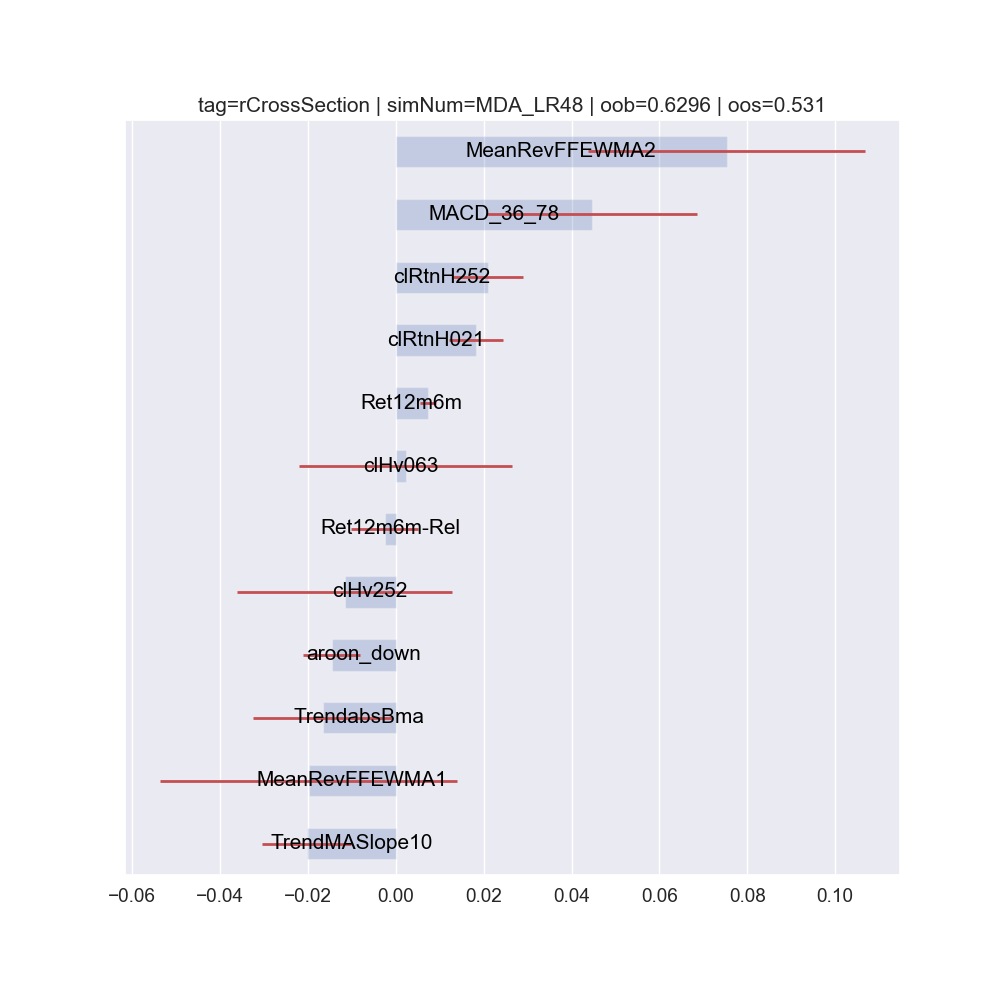 tag=rCrossSection | simNum=MDA_LR48 | oob=0.6296 | oos=0.531
MeanRevFFEWMA2
MACD_36_78
clRtnH252
clRtnH021
Ret12m6m
clHv063
Ret12m6m-Rel
clHv252
aroon_down
TrendabsBma
MeanRevFFEWMA1
TrendMASlope10
−0.06 −0.04 −0.02 0.00 0.02 0.04 0.06 0.08 0.10